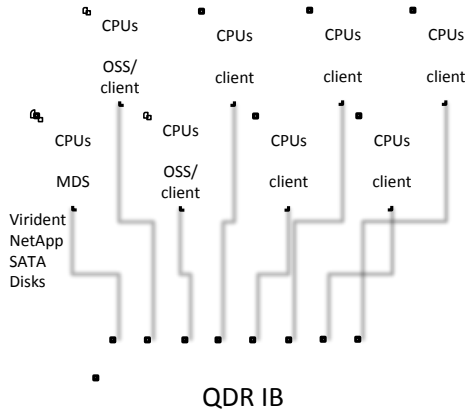 CPUs
OSS/
client
CPUs
client
CPUs
client
CPUs
client
CPUs
MDS
CPUs
OSS/
client
CPUs
client
CPUs
client
Virident
NetApp
SATA
Disks
QDR IB